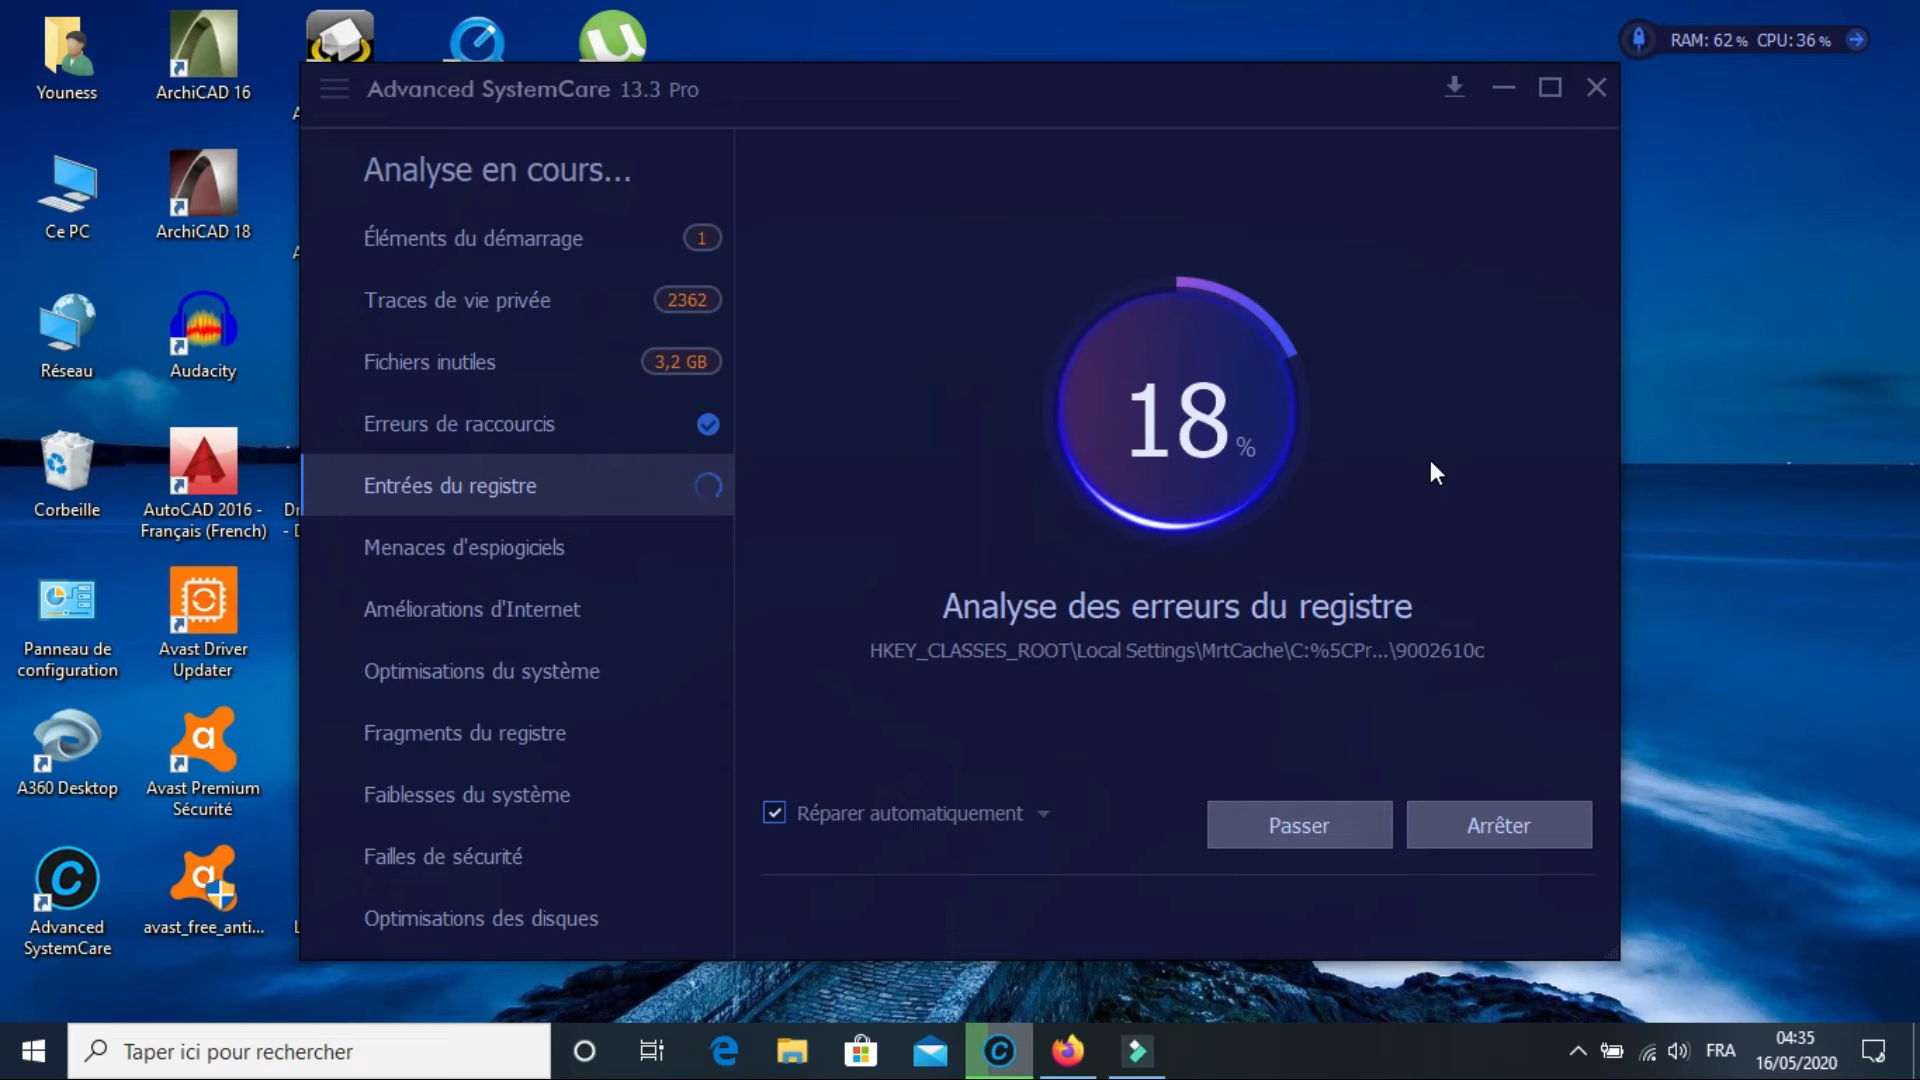 RAM: 62% CPU: 36%
Youness
ArchiCAD 16
Advanced SystemCare 13.3 Pro
Analyse en cours...
Éléments du démarrage 1
Traces de vie privée 2362
Fichiers inutiles 3,2 GB
Erreurs de raccourcis
Entrées du registre
Menaces d'espiogiciels
Améliorations d'Internet
Optimisations du système
Fragments du registre
Faiblesses du système
Failles de sécurité
Optimisations des disques
18%
Analyse des erreurs du registre
HKEY_CLASSES_ROOT\Local Settings\MrtCache\C:%5CPr...\9002610c
Réparer automatiquement
Passer
Arrêter
Ce PC
ArchiCAD 18
Réseau
Audacity
Corbeille
AutoCAD 2016 -
Français (French)
Panneau de
configuration
Avast Driver
Updater
A360 Desktop
Avast Premium
Sécurité
Advanced
SystemCare
avast_free_anti...
Taper ici pour rechercher
FRA
04:35
16/05/2020